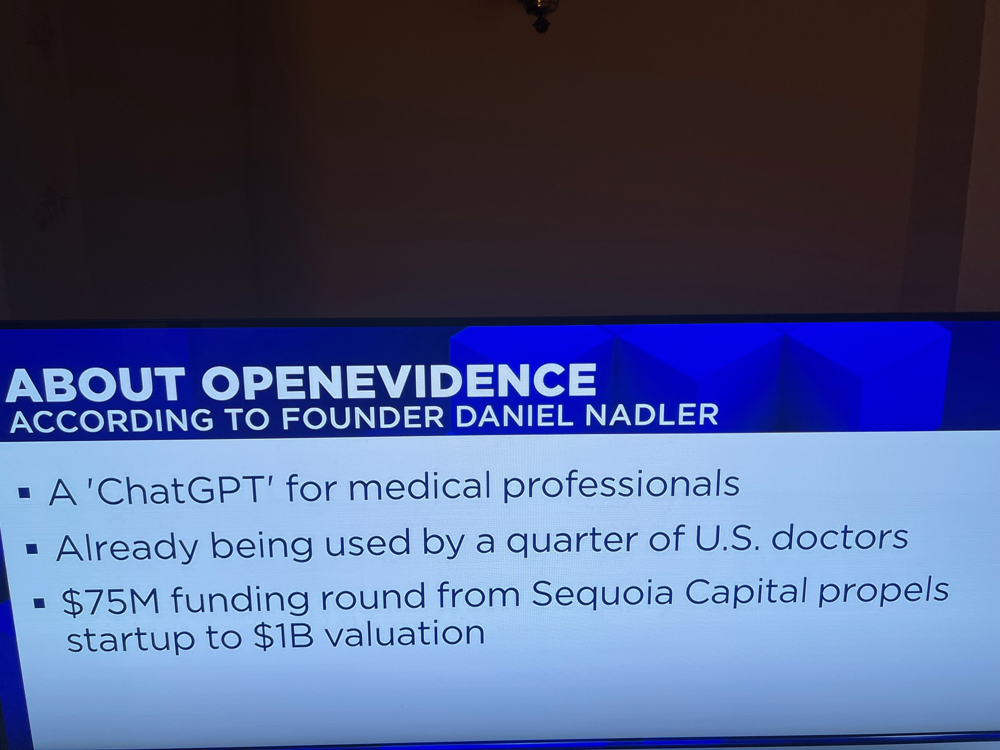 ABOUT OPENEVIDENCE
ACCORDING TO FOUNDER DANIEL NADLER
▪ A 'ChatGPT' for medical professionals
▪ Already being used by a quarter of U.S. doctors
▪ $75M funding round from Sequoia Capital propels
startup to $1B valuation